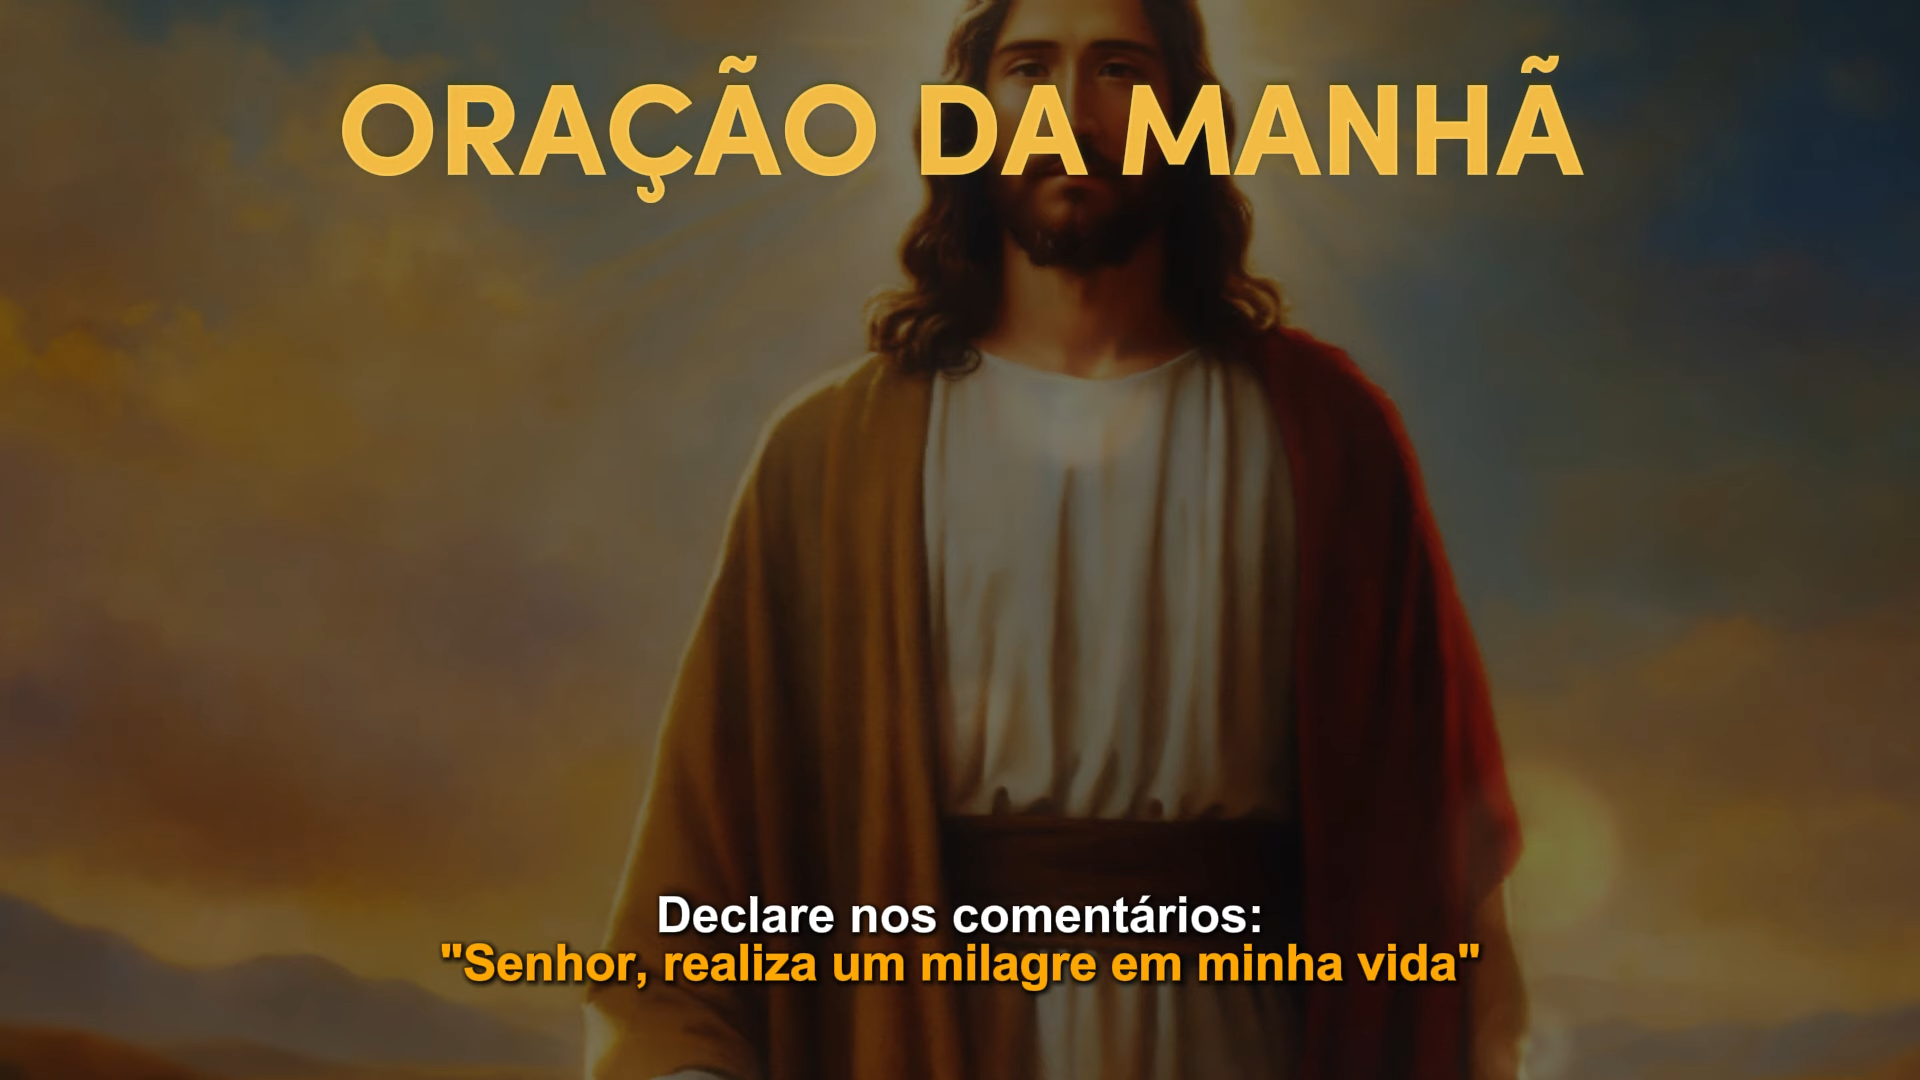 ORAÇÃO DA MANHÃ
Declare nos comentários:
"Senhor, realiza um milagre em minha vida"